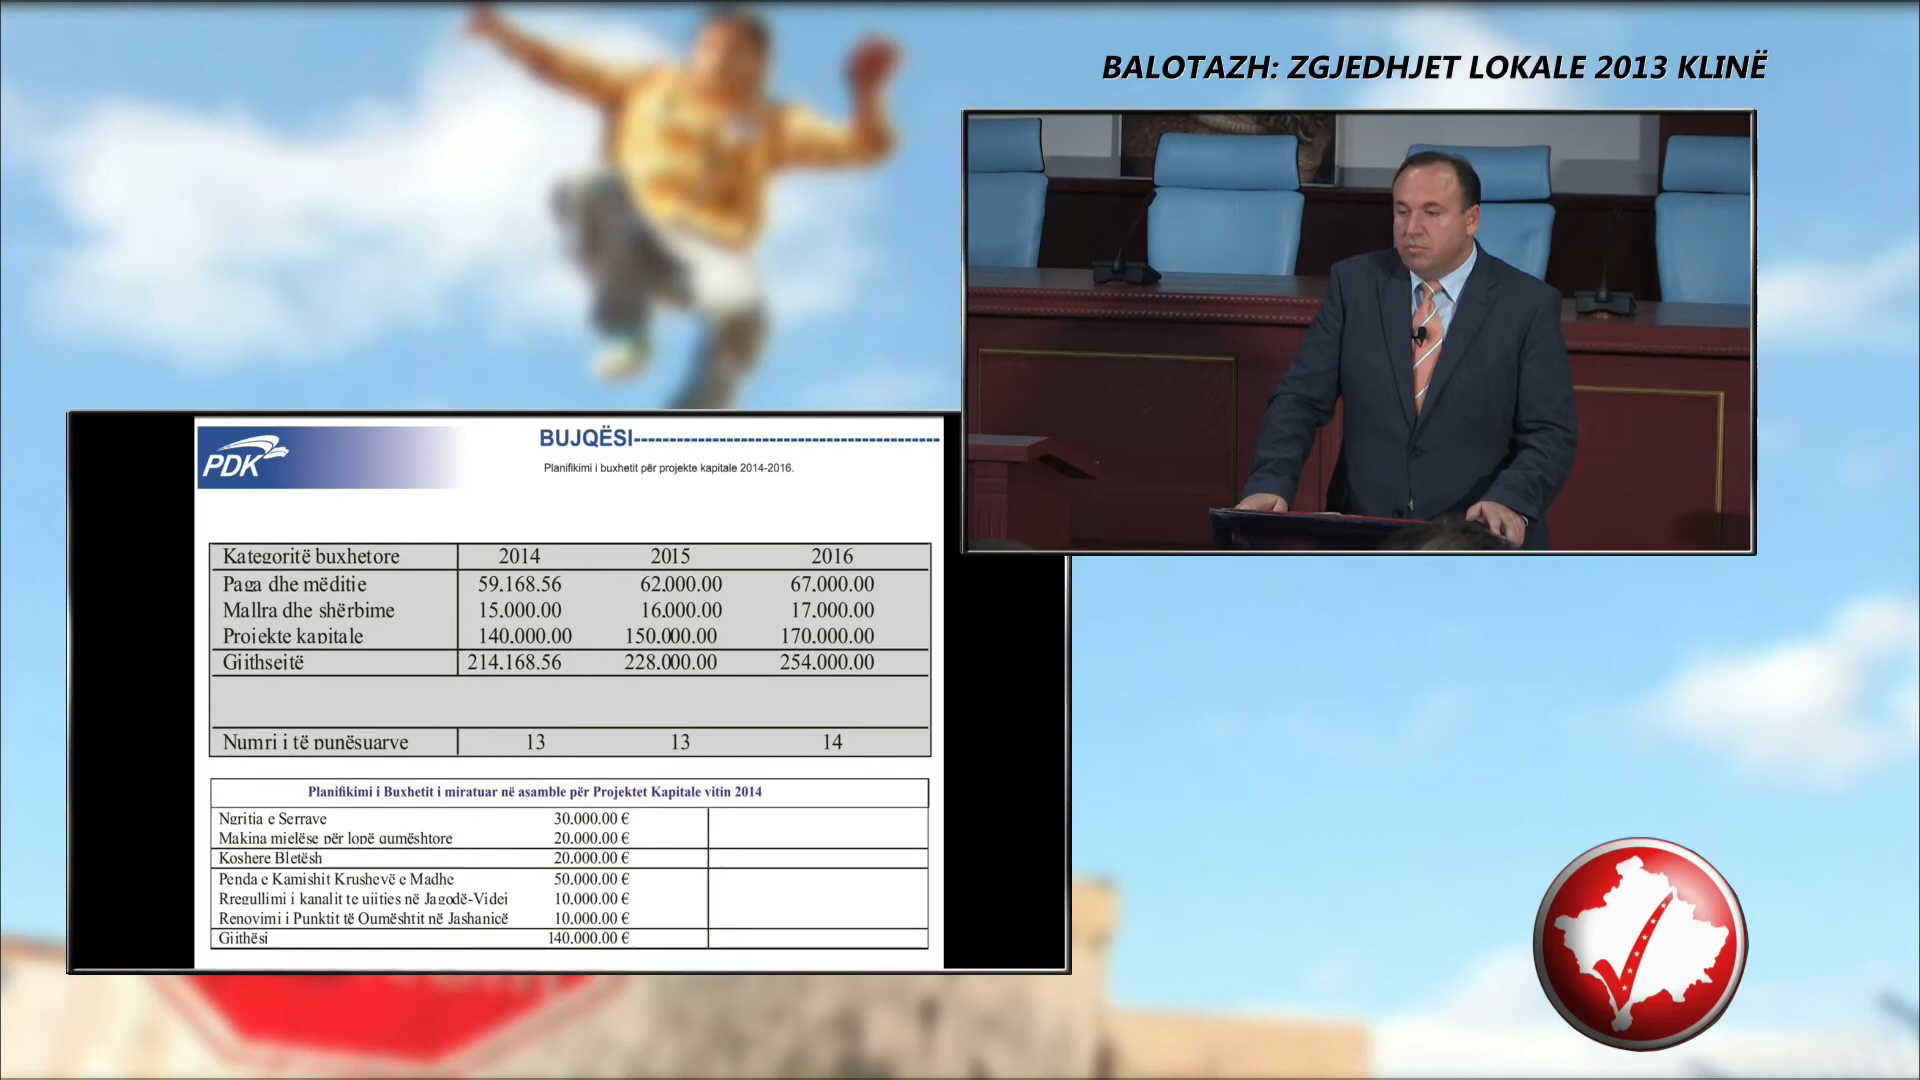 BALOTAZH: ZGJEDHJET LOKALE 2013 KLINË
PDK
BUJQËSI-------------------------------------------
Planifikimi i buxhetit për projekte kapitale 2014-2016.
Kategoritë buxhetore 2014 2015 2016
Paga dhe mëditje 59.168.56 62.000.00 67.000.00
Mallra dhe shërbime 15.000.00 16.000.00 17.000.00
Projekte kapitale 140.000.00 150.000.00 170.000.00
Gjithsejtë 214.168.56 228.000.00 254.000.00
Numri i të punësuarve 13 13 14
Planifikimi i Buxhetit i miratuar në asamble për Projektet Kapitale vitin 2014
Ngritja e Serrave 30.000.00 €
Makina mjelëse për lopë qumështore 20.000.00 €
Koshere Bletësh 20.000.00 €
Penda e Kamishit Krushevë e Madhe 50.000.00 €
Rregullimi i kanalit te ujitjes në Jagodë-Videj 10.000.00 €
Renovimi i Punktit të Qumështit në Jashanicë 10.000.00 €
Gjithësi 140.000.00 €